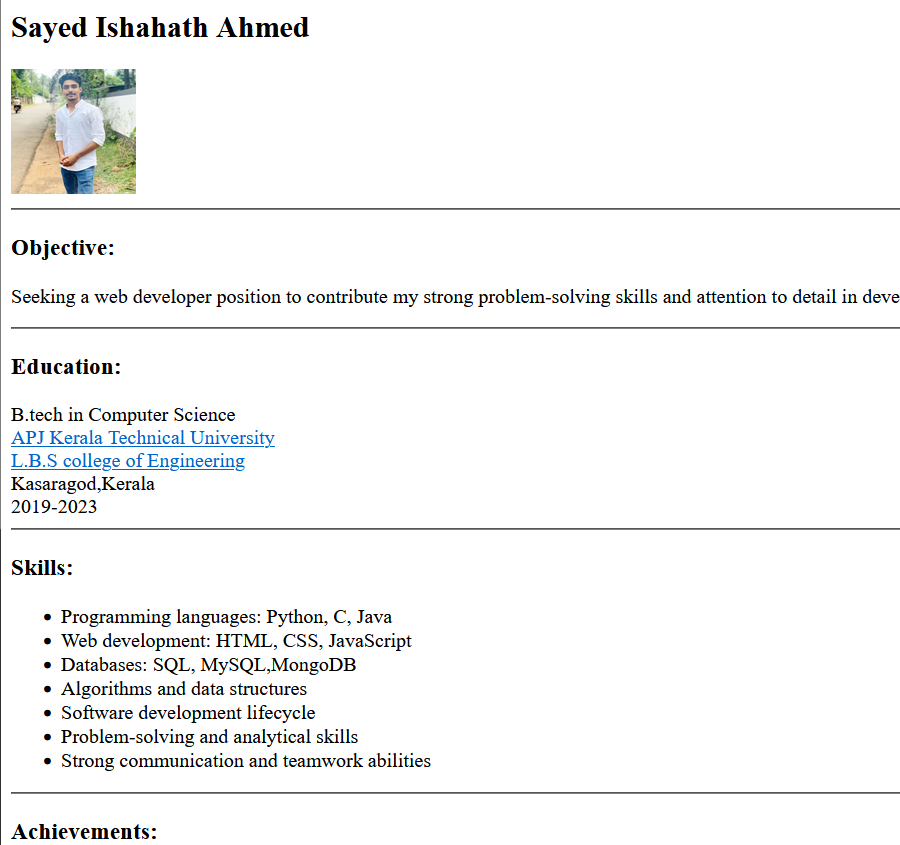 Sayed Ishahath Ahmed
Objective:
Seeking a web developer position to contribute my strong problem-solving skills and attention to detail in deve
Education:
B.tech in Computer Science
APJ Kerala Technical University
L.B.S college of Engineering
Kasaragod,Kerala
2019-2023
Skills:
Programming languages: Python, C, Java
Web development: HTML, CSS, JavaScript
Databases: SQL, MySQL,MongoDB
Algorithms and data structures
Software development lifecycle
Problem-solving and analytical skills
Strong communication and teamwork abilities
Achievements: